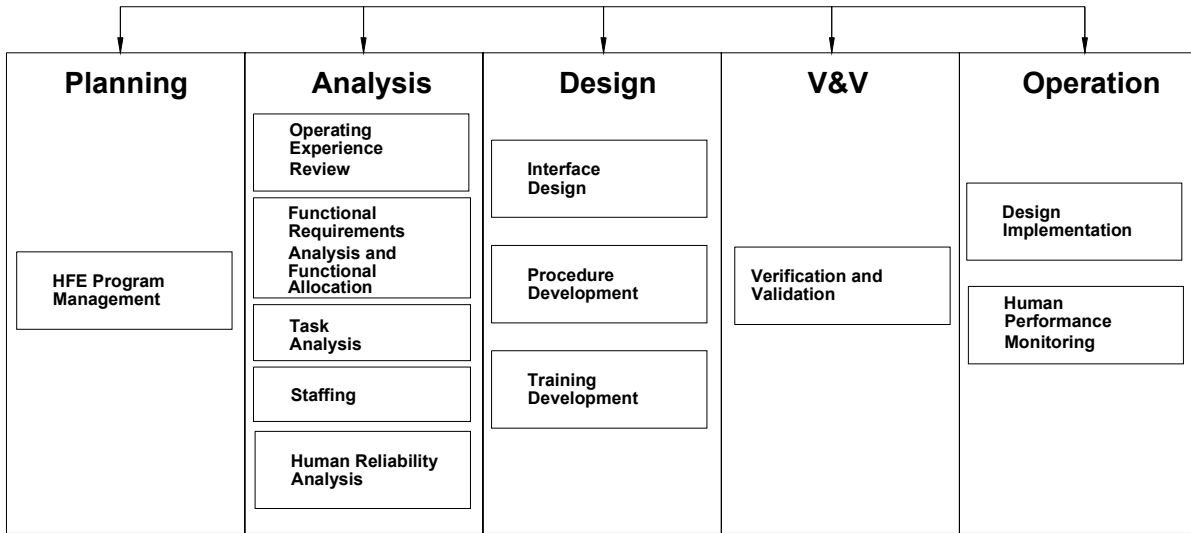 Planning
Analysis
Design
V&V
Operation
HFE Program
Management
Operating
Experience
Review
Functional
Requirements
Analysis and
Functional
Allocation
Task
Analysis
Staffing
Human Reliability
Analysis
Interface
Design
Procedure
Development
Training
Development
Verification and
Validation
Design
Implementation
Human
Performance
Monitoring